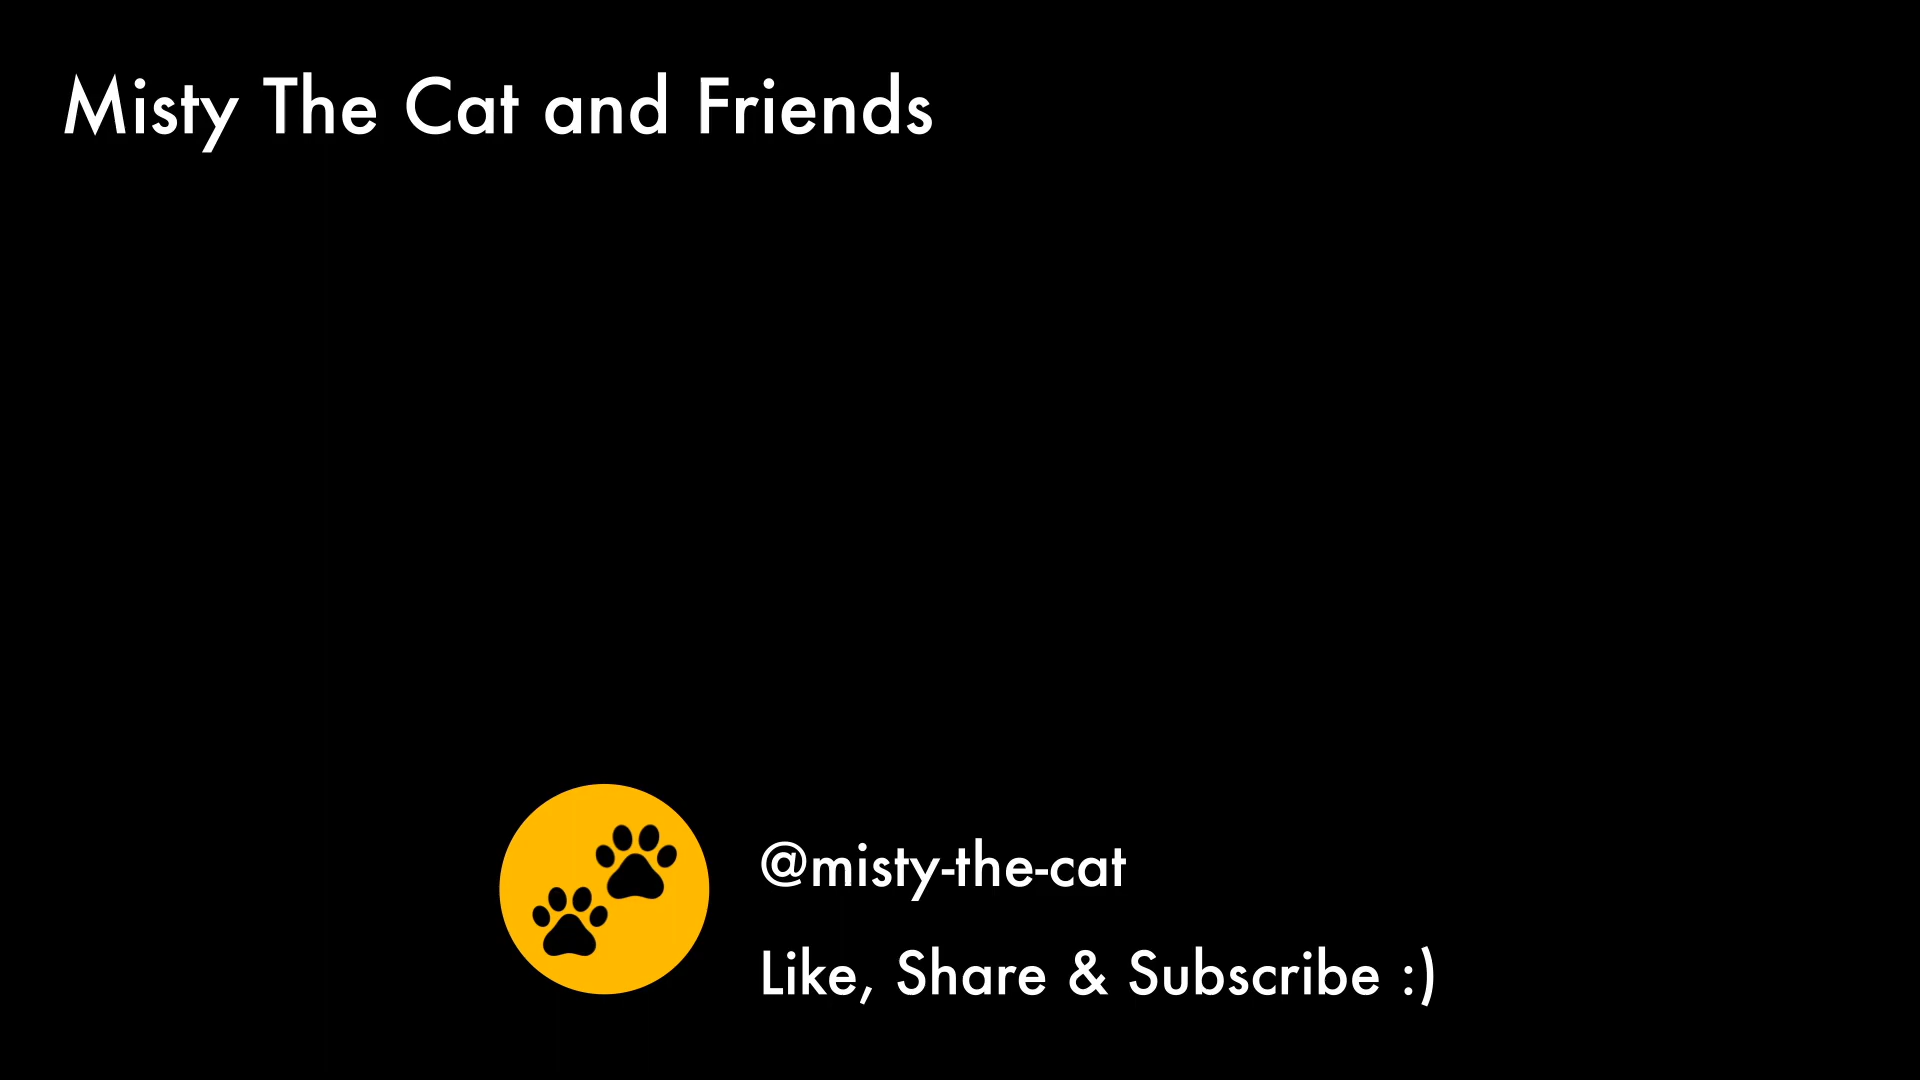 Misty The Cat and Friends
@misty-the-cat
Like, Share & Subscribe :)